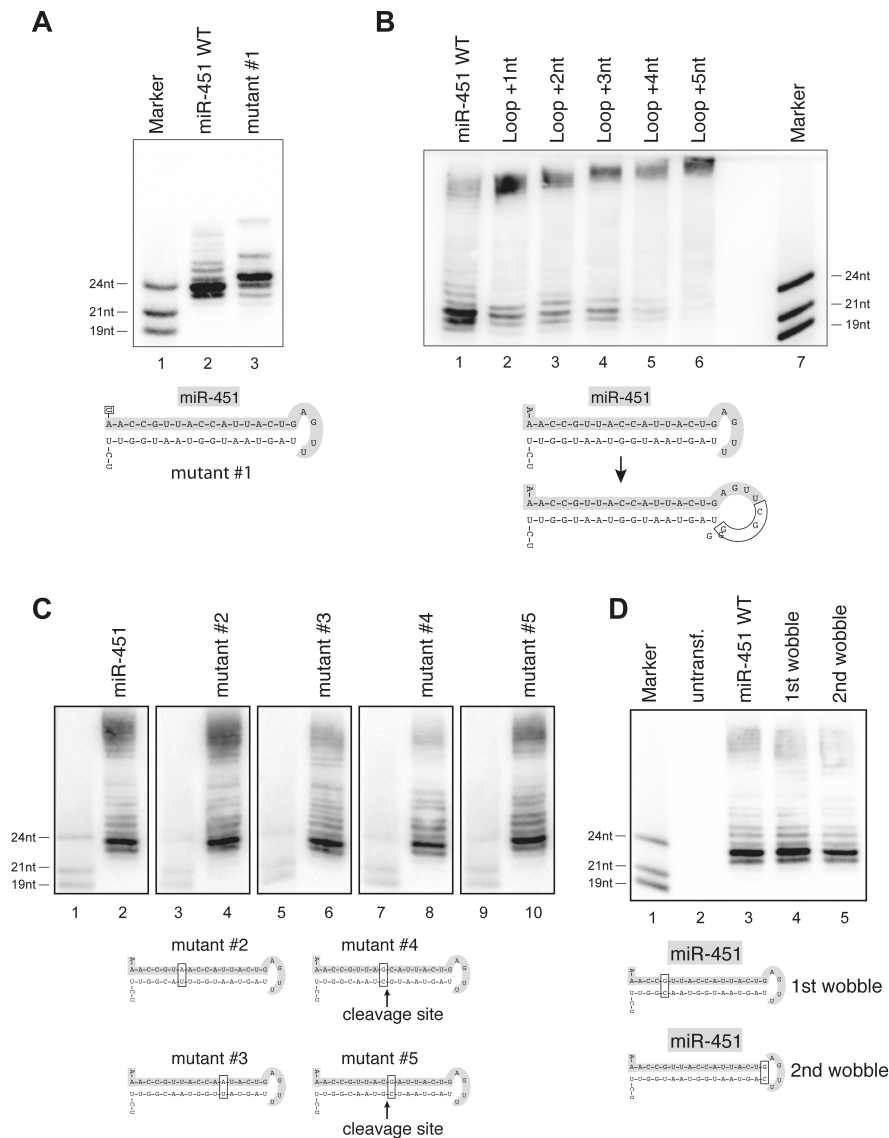 A
Marker
miR-451 WT
mutant #1
24nt
21nt
19nt
1 2 3
miR-451
G
A-A-C-C-G-U-U-A-C-C-A-U-U-A-C-U-G
A
G
U
U
mutant #1
B
miR-451 WT
Loop +1nt
Loop +2nt
Loop +3nt
Loop +4nt
Loop +5nt
Marker
24nt
21nt
19nt
1 2 3 4 5 6 7
miR-451
A-A-C-C-G-U-U-A-C-C-A-U-U-A-C-U-G
A
G
U
U
A-A-C-C-G-U-U-A-C-C-A-U-U-A-C-U-G
A
G
U
U
C
G
G
G
G
C
miR-451
mutant #2
mutant #3
mutant #4
mutant #5
24nt
21nt
19nt
1 2 3 4 5 6 7 8 9 10
mutant #2
mutant #4
cleavage site
mutant #3
mutant #5
cleavage site
D
Marker
untransf.
miR-451 WT
1st wobble
2nd wobble
24nt
21nt
19nt
1 2 3 4 5
miR-451
1st wobble
miR-451
2nd wobble